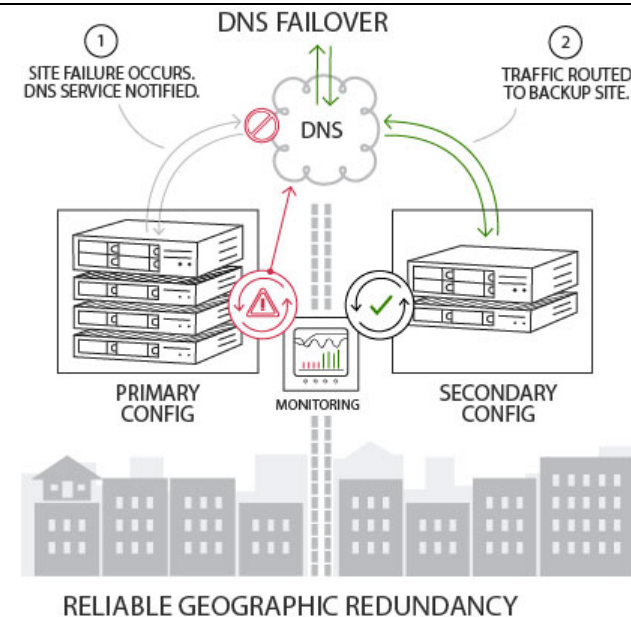 DNS FAILOVER
1
SITE FAILURE OCCURS.
DNS SERVICE NOTIFIED.
2
TRAFFIC ROUTED
TO BACKUP SITE.
DNS
PRIMARY
CONFIG
MONITORING
SECONDARY
CONFIG
RELIABLE GEOGRAPHIC REDUNDANCY